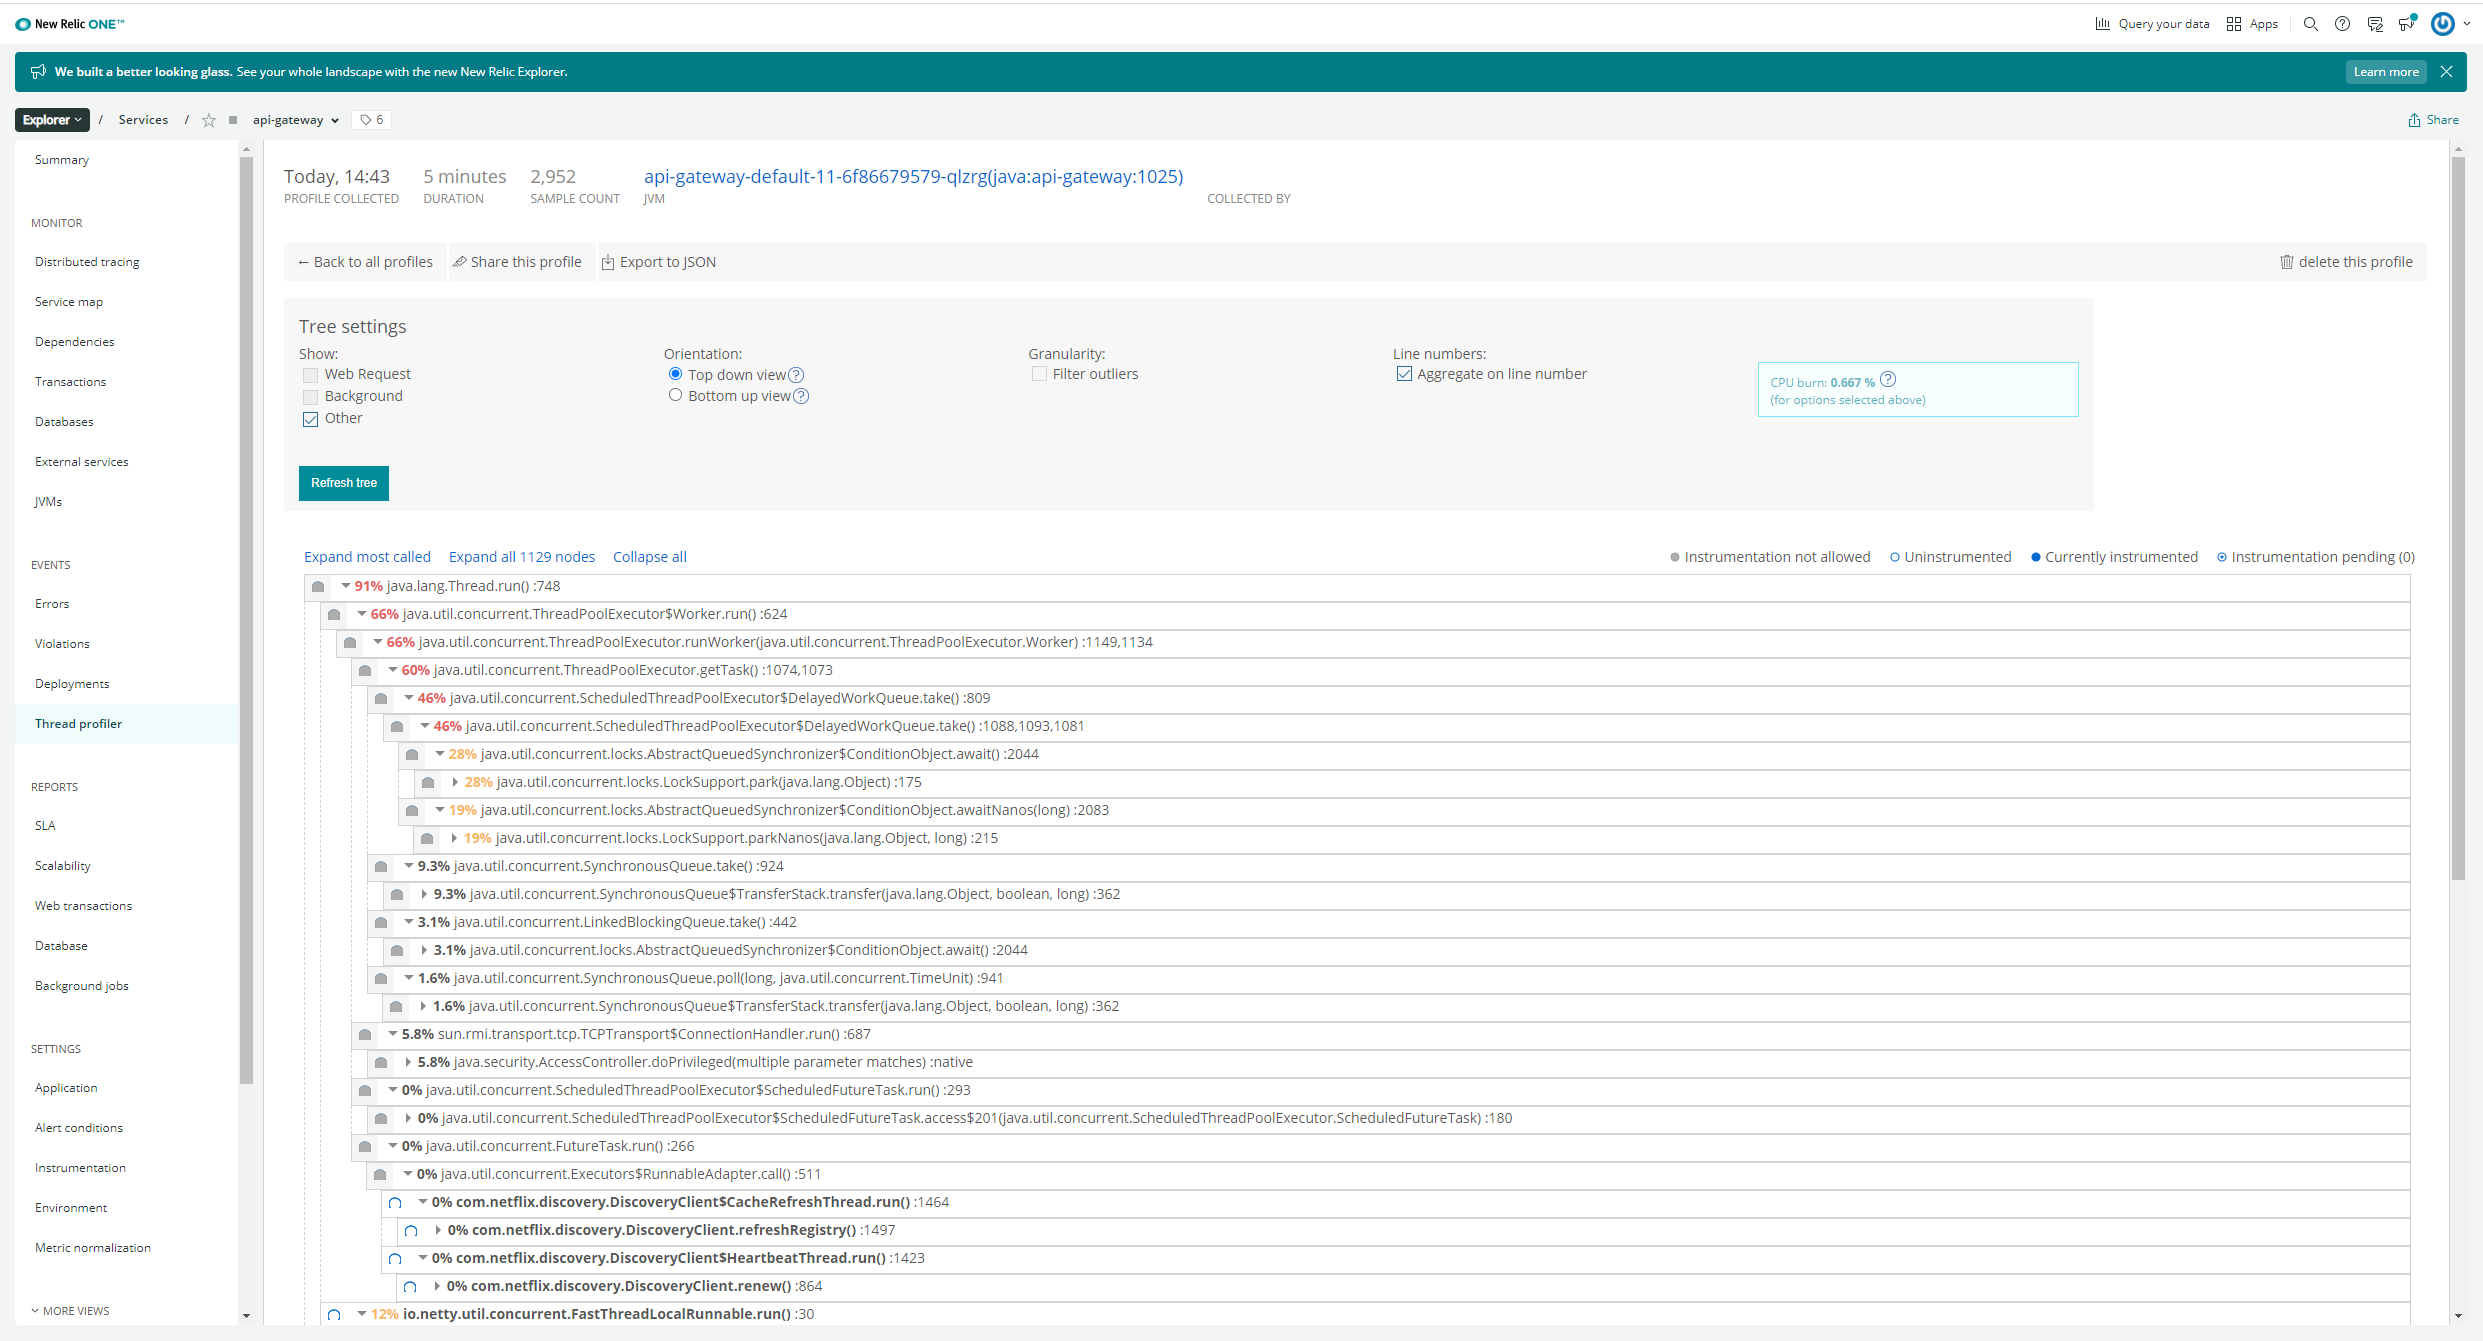 New Relic ONE™
Query your data
Apps
We built a better looking glass. See your whole landscape with the new New Relic Explorer.
Learn more
Explorer / Services / api-gateway 6
Share
Summary
MONITOR
Distributed tracing
Service map
Dependencies
Transactions
Databases
External services
JVMs
EVENTS
Errors
Violations
Deployments
Thread profiler
REPORTS
SLA
Scalability
Web transactions
Database
Background jobs
SETTINGS
Application
Alert conditions
Instrumentation
Environment
Metric normalization
MORE VIEWS
Today, 14:43 5 minutes 2,952 api-gateway-default-11-6f86679579-qlzrg(java:api-gateway:1025)
PROFILE COLLECTED DURATION SAMPLE COUNT JVM COLLECTED BY
← Back to all profiles Share this profile Export to JSON delete this profile
Tree settings
Show: Orientation: Granularity: Line numbers:
Web Request Top down view ? Filter outliers Aggregate on line number
Background Bottom up view ?
Other
CPU burn: 0.667 % ?
(for options selected above)
Refresh tree
Expand most called Expand all 1129 nodes Collapse all
Instrumentation not allowed Uninstrumented Currently instrumented Instrumentation pending (0)
91% java.lang.Thread.run() :748
66% java.util.concurrent.ThreadPoolExecutor$Worker.run() :624
66% java.util.concurrent.ThreadPoolExecutor.runWorker(java.util.concurrent.ThreadPoolExecutor.Worker) :1149,1134
60% java.util.concurrent.ThreadPoolExecutor.getTask() :1074,1073
46% java.util.concurrent.ScheduledThreadPoolExecutor$DelayedWorkQueue.take() :809
46% java.util.concurrent.ScheduledThreadPoolExecutor$DelayedWorkQueue.take() :1088,1093,1081
28% java.util.concurrent.locks.AbstractQueuedSynchronizer$ConditionObject.await() :2044
28% java.util.concurrent.locks.LockSupport.park(java.lang.Object) :175
19% java.util.concurrent.locks.AbstractQueuedSynchronizer$ConditionObject.awaitNanos(long) :2083
19% java.util.concurrent.locks.LockSupport.parkNanos(java.lang.Object, long) :215
9.3% java.util.concurrent.SynchronousQueue.take() :924
9.3% java.util.concurrent.SynchronousQueue$TransferStack.transfer(java.lang.Object, boolean, long) :362
3.1% java.util.concurrent.LinkedBlockingQueue.take() :442
3.1% java.util.concurrent.locks.AbstractQueuedSynchronizer$ConditionObject.await() :2044
1.6% java.util.concurrent.SynchronousQueue.poll(long, java.util.concurrent.TimeUnit) :941
1.6% java.util.concurrent.SynchronousQueue$TransferStack.transfer(java.lang.Object, boolean, long) :362
5.8% sun.rmi.transport.tcp.TCPTransport$ConnectionHandler.run() :687
5.8% java.security.AccessController.doPrivileged(multiple parameter matches) :native
0% java.util.concurrent.ScheduledThreadPoolExecutor$ScheduledFutureTask.run() :293
0% java.util.concurrent.ScheduledThreadPoolExecutor$ScheduledFutureTask.access$201(java.util.concurrent.ScheduledThreadPoolExecutor.ScheduledFutureTask) :180
0% java.util.concurrent.FutureTask.run() :266
0% java.util.concurrent.Executors$RunnableAdapter.call() :511
0% com.netflix.discovery.DiscoveryClient$CacheRefreshThread.run() :1464
0% com.netflix.discovery.DiscoveryClient.refreshRegistry() :1497
0% com.netflix.discovery.DiscoveryClient$HeartbeatThread.run() :1423
0% com.netflix.discovery.DiscoveryClient.renew() :864
12% io.netty.util.concurrent.FastThreadLocalRunnable.run() :30